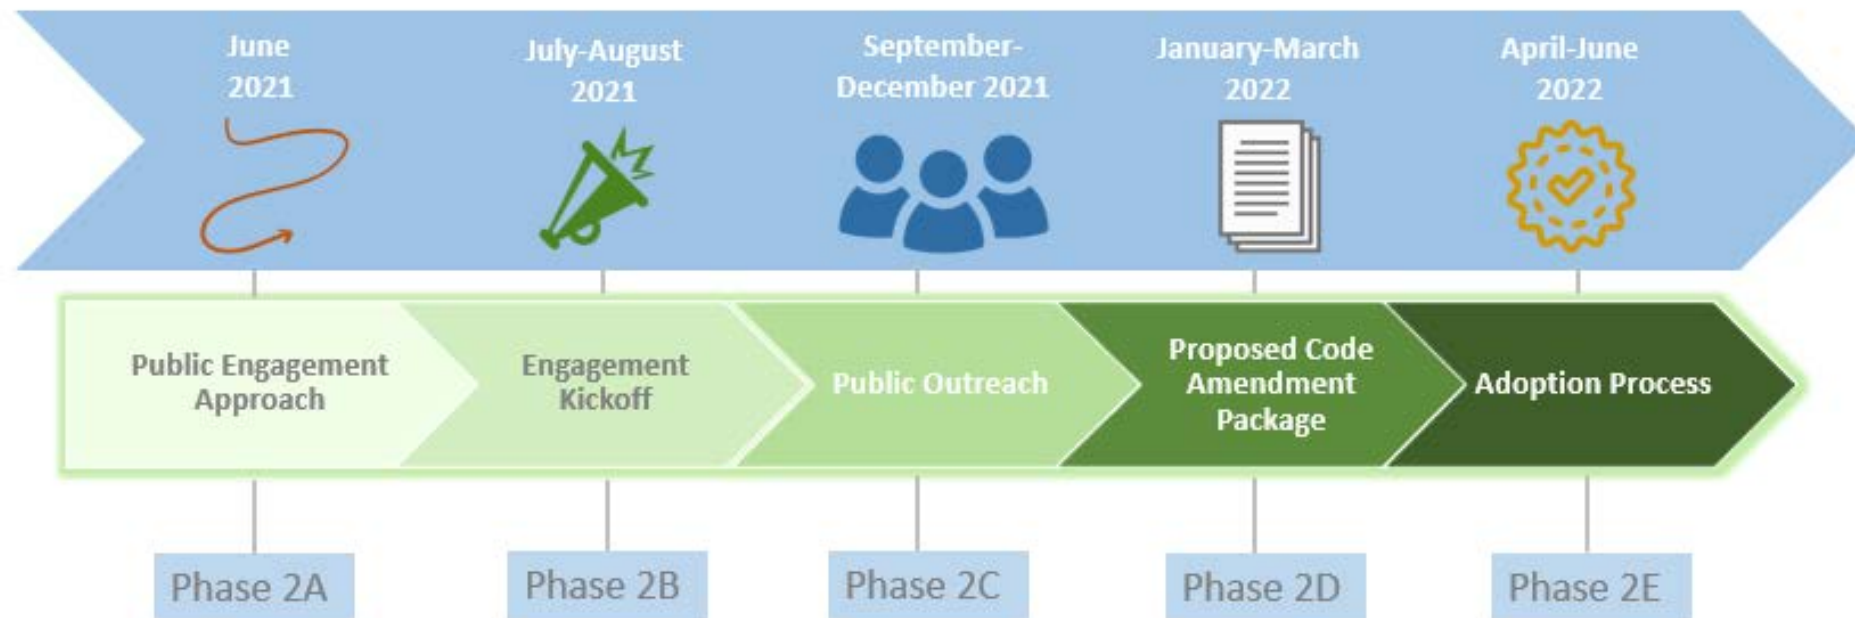 June
2021
July-August
2021
September-
December 2021
January-March
2022
April-June
2022
Public Engagement
Approach
Engagement
Kickoff
Public Outreach
Proposed Code
Amendment
Package
Adoption Process
Phase 2A
Phase 2B
Phase 2C
Phase 2D
Phase 2E